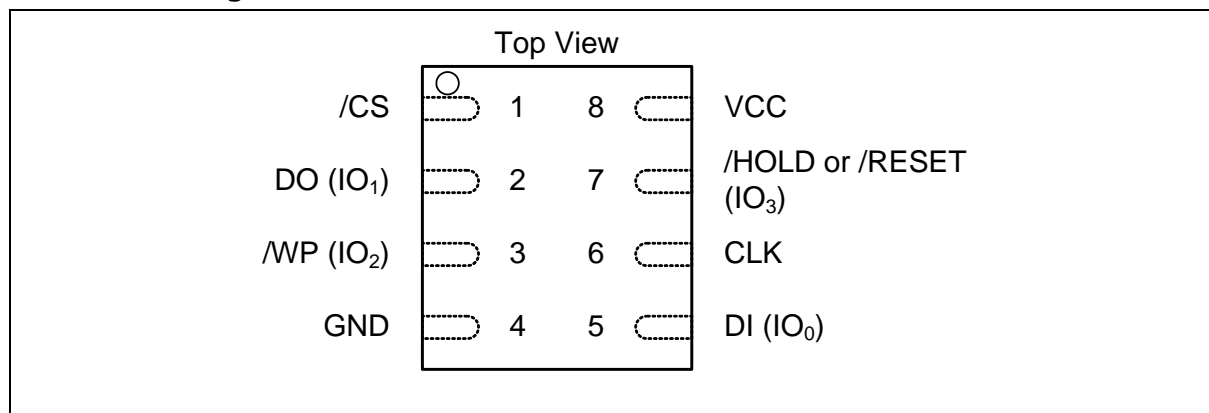 Top View
/CS 1 8 VCC
DO (IO₁) 2 7 /HOLD or /RESET
(IO₃)
/WP (IO₂) 3 6 CLK
GND 4 5 DI (IO₀)